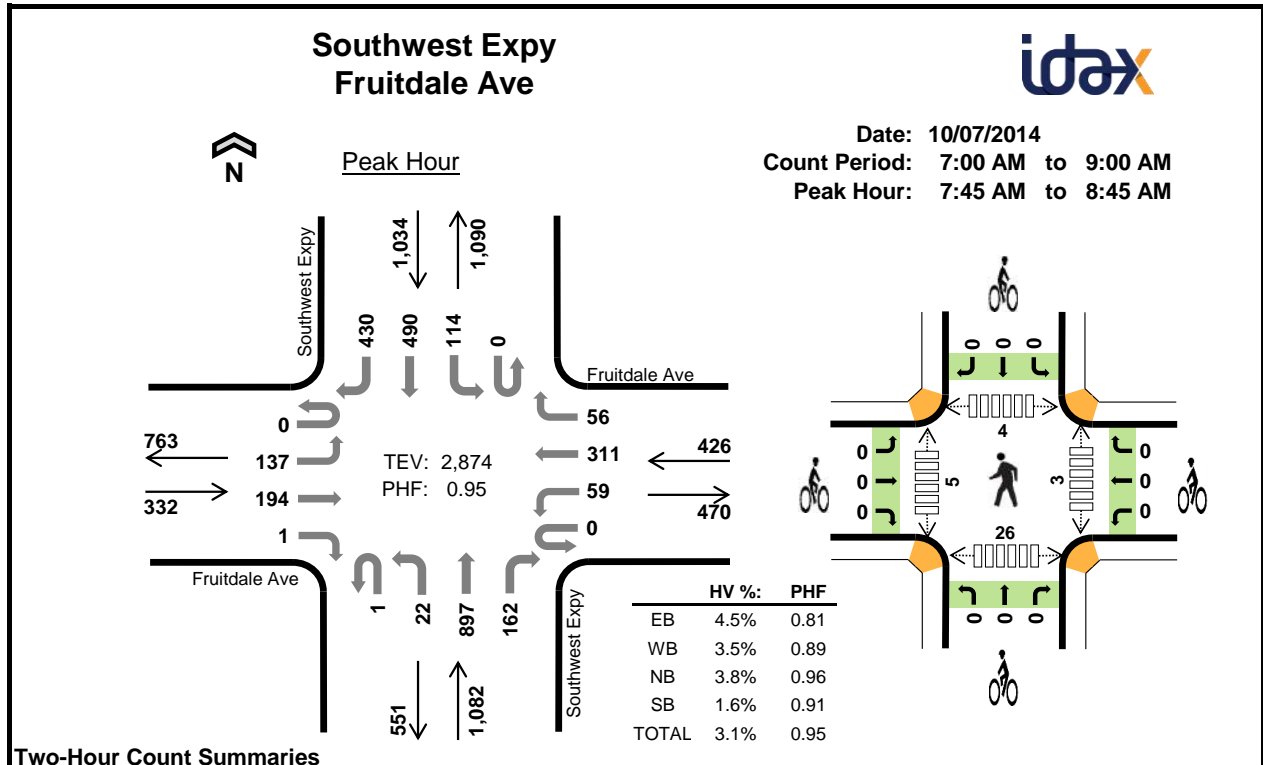 Southwest Expy
Fruitdale Ave
idax
Date: 10/07/2014
Count Period: 7:00 AM to 9:00 AM
Peak Hour: 7:45 AM to 8:45 AM
N
Peak Hour
Southwest Expy
1,034
1,090
430
490
114
0
Fruitdale Ave
0
137
194
1
763
332
TEV: 2,874
PHF: 0.95
56
311
59
0
426
470
Fruitdale Ave
1
22
897
162
551
1,082
Southwest Expy
HV %: PHF
EB 4.5% 0.81
WB 3.5% 0.89
NB 3.8% 0.96
SB 1.6% 0.91
TOTAL 3.1% 0.95
0 0 0
4
0
0
0
5
3
0
0
0
26
0 0 0
Two-Hour Count Summaries